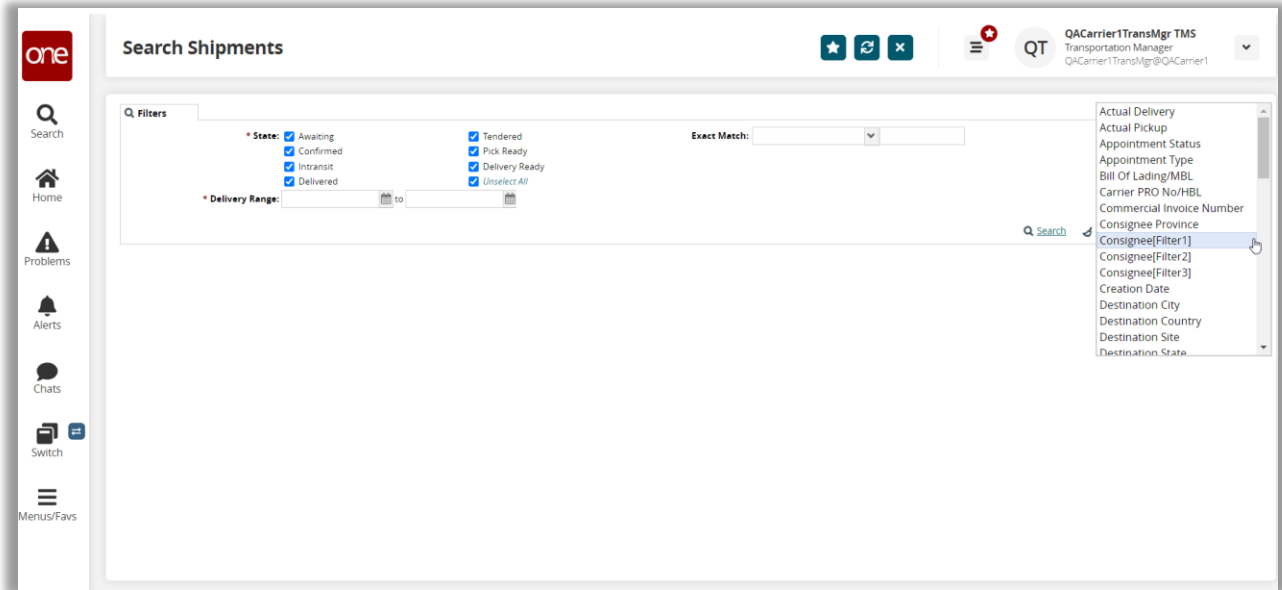 one
Search Shipments
QT
QACarrier1TransMgr TMS
Transportation Manager
QACarrier1TransMgr@QACarrier1
Search
Home
Problems
Alerts
Chats
Switch
Menus/Favs
Filters
* State:
Awaiting
Tendered
Confirmed
Pick Ready
Intransit
Delivery Ready
Delivered
Unselect All
Exact Match:
* Delivery Range:
to
Search
Actual Delivery
Actual Pickup
Appointment Status
Appointment Type
Bill Of Lading/MBL
Carrier PRO No/HBL
Commercial Invoice Number
Consignee Province
Consignee[Filter1]
Consignee[Filter2]
Consignee[Filter3]
Creation Date
Destination City
Destination Country
Destination Site
Destination State